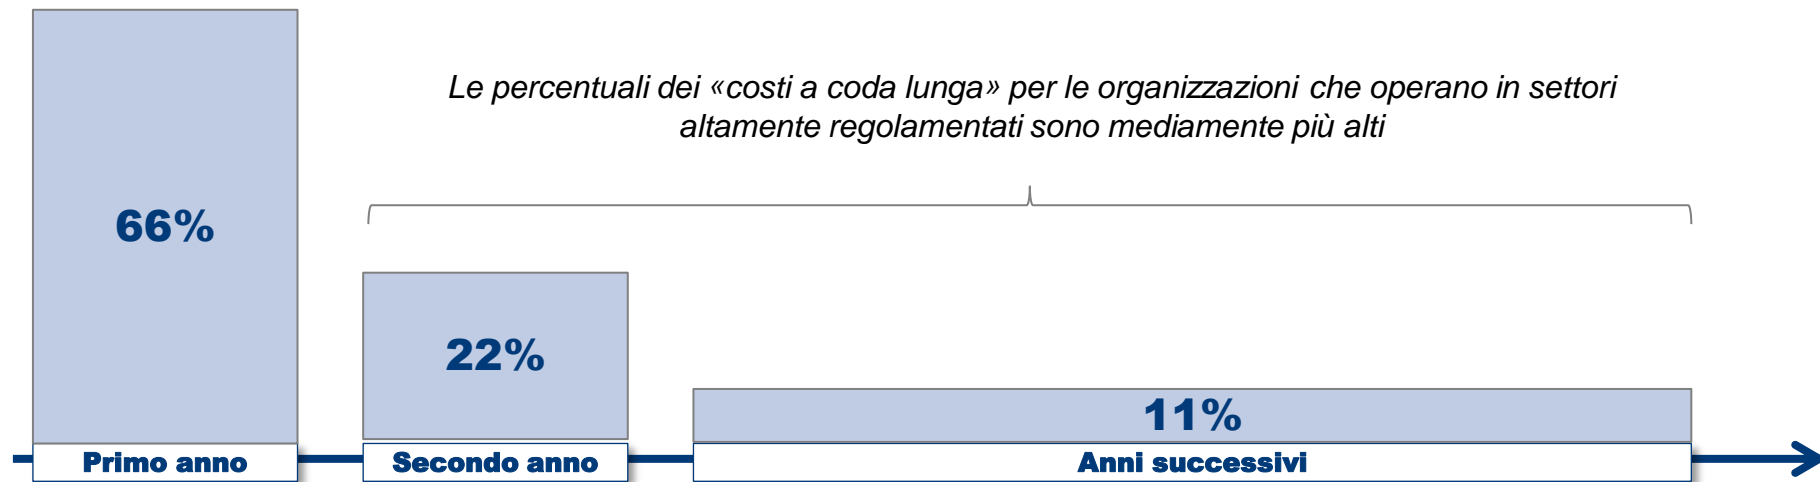 Le percentuali dei «costi a coda lunga» per le organizzazioni che operano in settori
altamente regolamentati sono mediamente più alti
66%
22%
11%
Primo anno
Secondo anno
Anni successivi